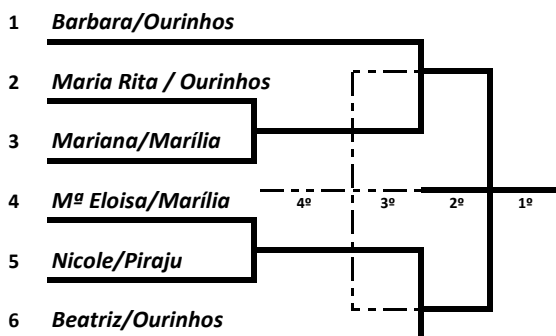 1 Barbara/Ourinhos
2 Maria Rita / Ourinhos
3 Mariana/Marília
4 Mª Eloisa/Marília
4º 3º 2º 1º
5 Nicole/Piraju
6 Beatriz/Ourinhos